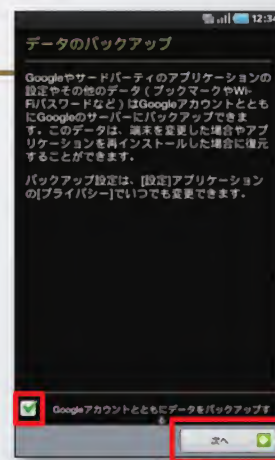 12:34
データのバックアップ
Googleやサードパーティのアプリケーションの
設定やその他のデータ(ブックマークやWi-
Fiパスワードなど)はGoogleアカウントととも
にGoogleのサーバーにバックアップできま
す。このデータは、端末を変更した場合やアプ
リケーションを再インストールした場合に復元
することができます。
バックアップ設定は、[設定]アプリケーション
の[プライバシー]でいつでも変更できます。
Googleアカウントとともにデータをバックアップす
る
次へ